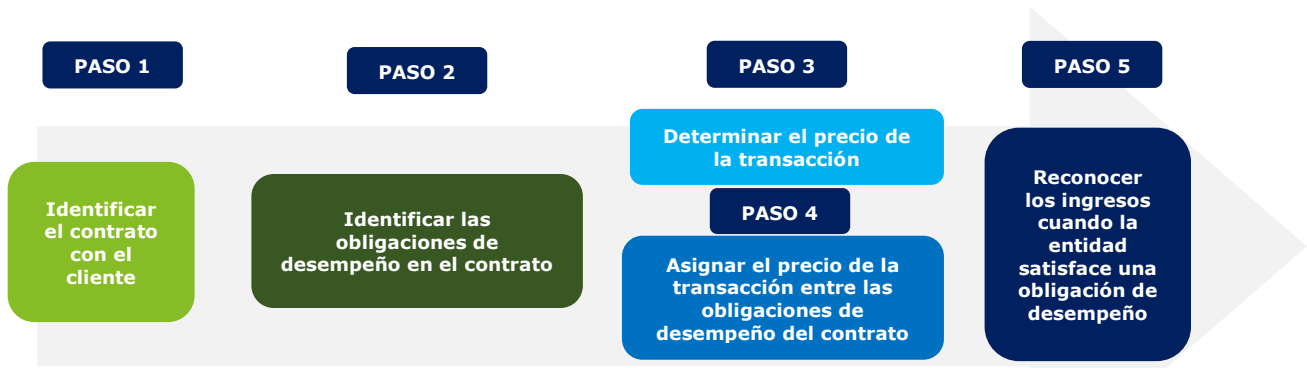 PASO 1
Identificar
el contrato
con el
cliente
PASO 2
Identificar las
obligaciones de
desempeño en el contrato
PASO 3
Determinar el precio de
la transacción
PASO 4
Asignar el precio de la
transacción entre las
obligaciones de
desempeño del contrato
PASO 5
Reconocer
los ingresos
cuando la
entidad
satisface una
obligación de
desempeño